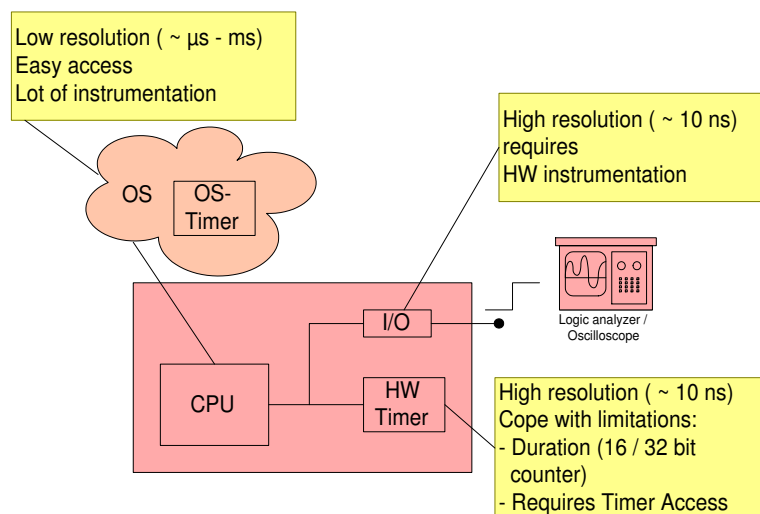 Low resolution ( ~ µs - ms)
Easy access
Lot of instrumentation
High resolution ( ~ 10 ns)
requires
HW instrumentation
OS
OS-
Timer
I/O
Logic analyzer /
Oscilloscope
CPU
HW
Timer
High resolution ( ~ 10 ns)
Cope with limitations:
- Duration (16 / 32 bit
counter)
- Requires Timer Access